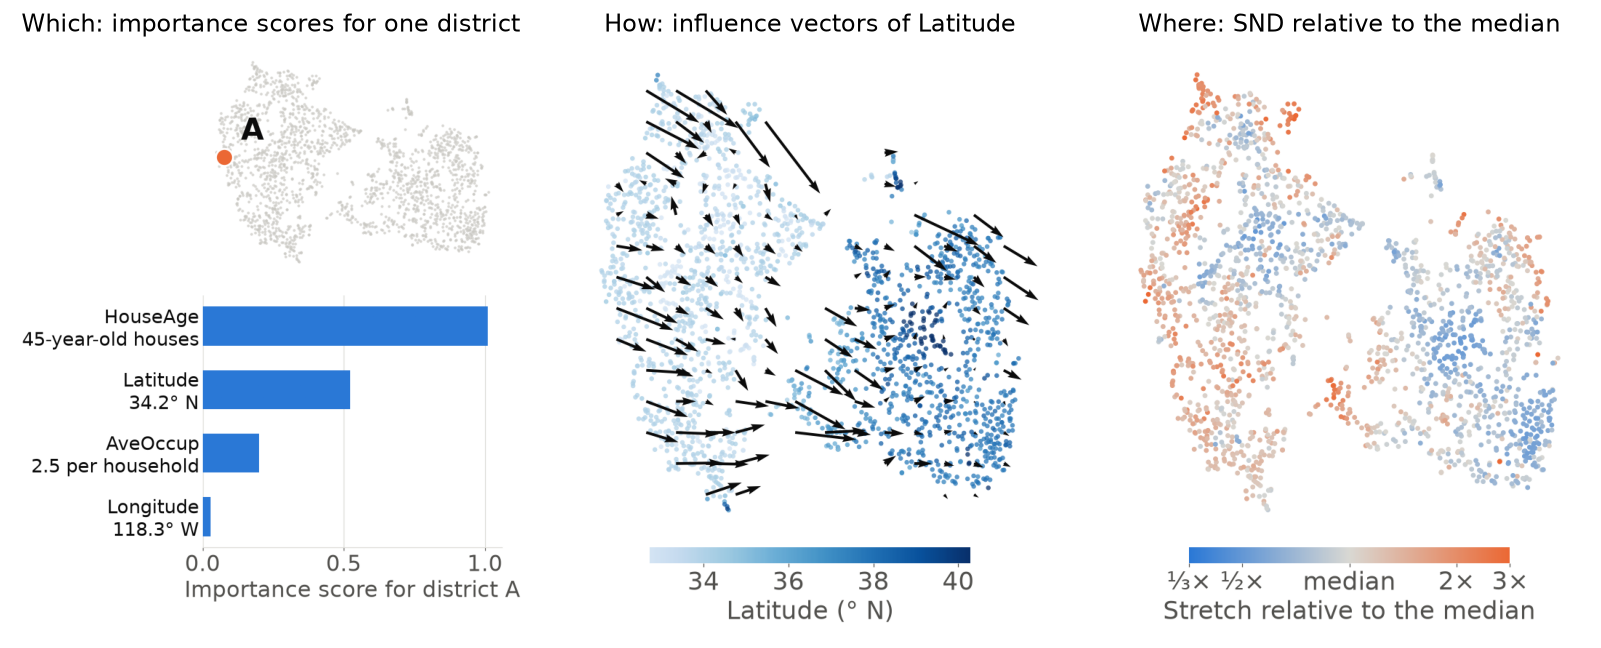 Which: importance scores for one district
A
HouseAge
45-year-old houses
Latitude
34.2° N
AveOccup
2.5 per household
Longitude
118.3° W
0.0 0.5 1.0
Importance score for district A
How: influence vectors of Latitude
34 36 38 40
Latitude (° N)
Where: SND relative to the median
⅓× ½× median 2× 3×
Stretch relative to the median